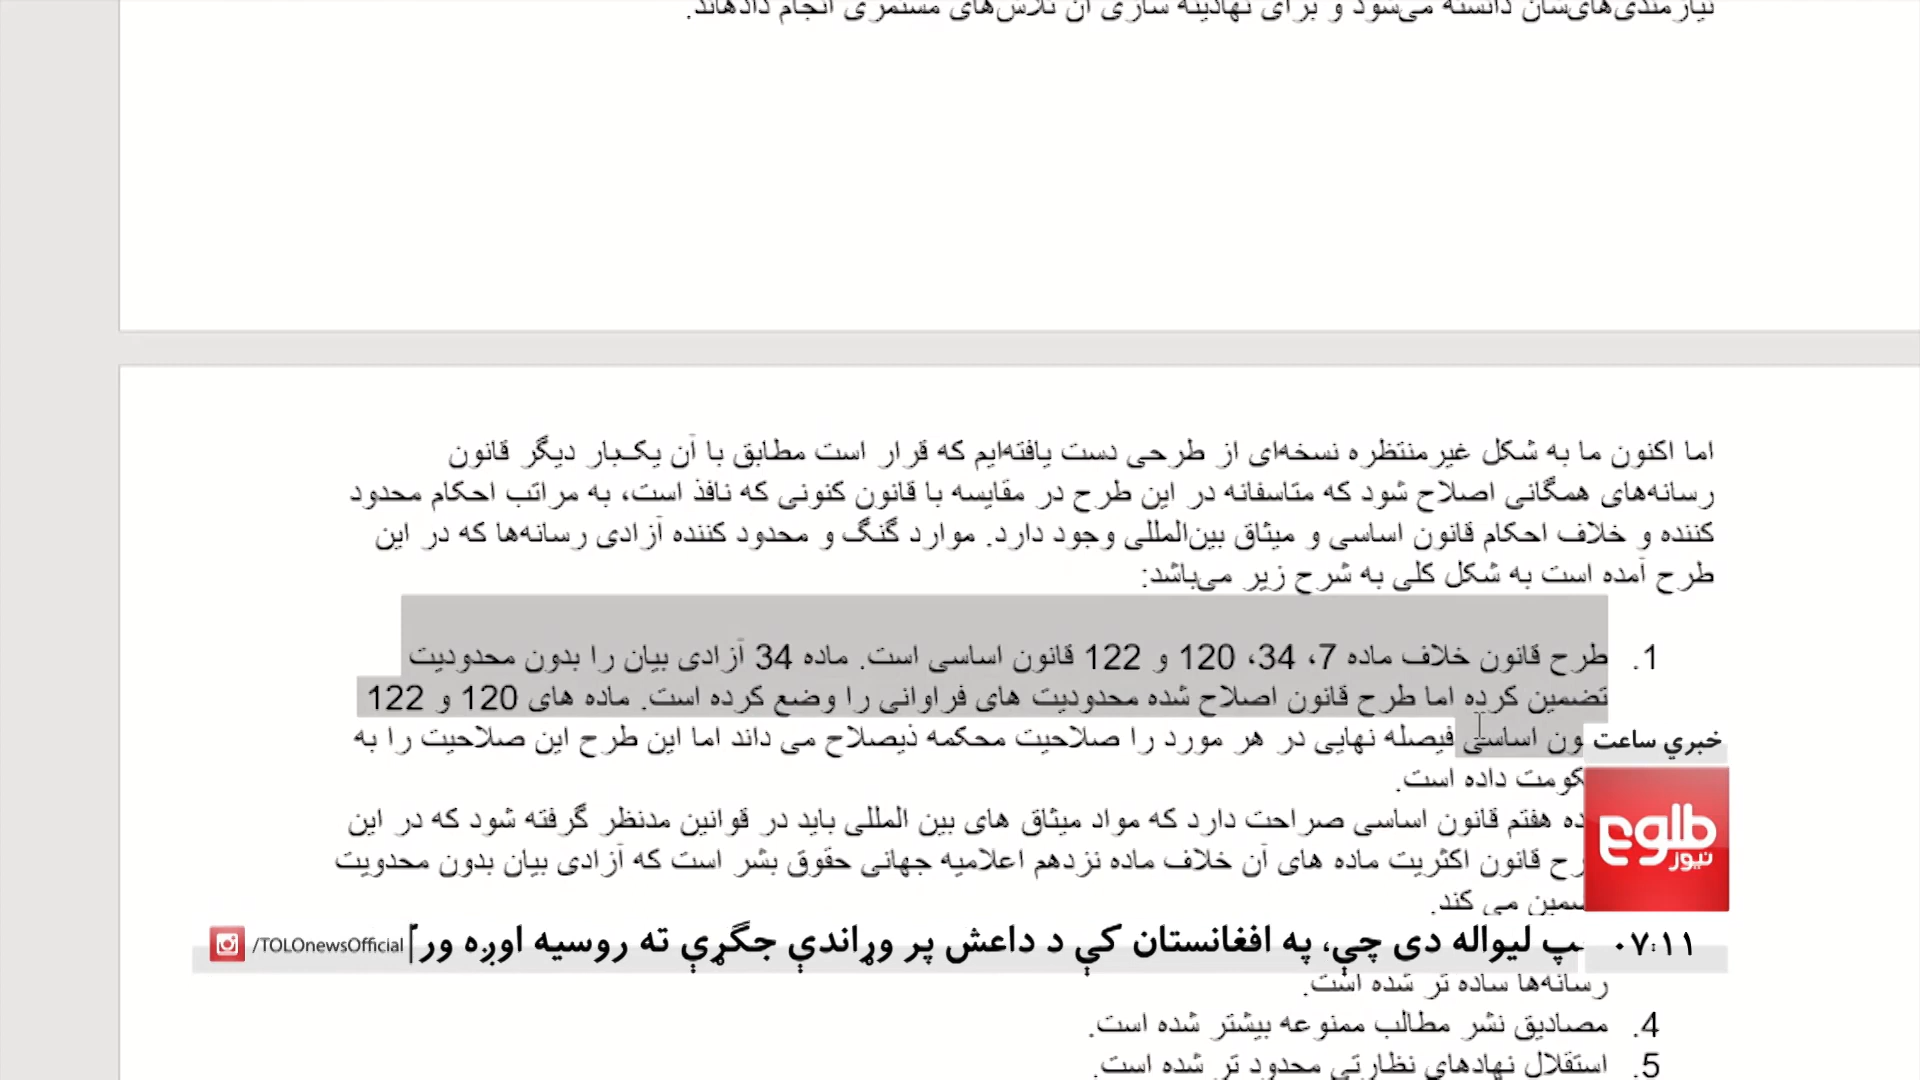 نیازمندی‌های‌شان دانسته می‌شود و برای نهادینه سازی آن تلاش‌های مستمری انجام داده‌اند.
اما اکنون ما به شکل غیرمنتظره نسخه‌ای از طرحی دست یافته‌ایم که قرار است مطابق با آن یک‌بار دیگر قانون
رسانه‌های همگانی اصلاح شود که متاسفانه در این طرح در مقایسه با قانون کنونی که نافذ است، به مراتب احکام محدود
کننده و خلاف احکام قانون اساسی و میثاق بین‌المللی وجود دارد. موارد گنگ و محدود کننده آزادی رسانه‌ها که در این
طرح آمده است به شکل کلی به شرح زیر می‌باشد:
1. طرح قانون خلاف ماده 7، 34، 120 و 122 قانون اساسی است. ماده 34 آزادی بیان را بدون محدودیت
تضمین کرده اما طرح قانون اصلاح شده محدودیت های فراوانی را وضع کرده است. ماده های 120 و 122
اساسی فیصله نهایی در هر مورد را صلاحیت محکمه ذیصلاح می داند اما این طرح این صلاحیت را به
خبري ساعت
داده است.
هفتم قانون اساسی صراحت دارد که مواد میثاق های بین المللی باید در قوانین مدنظر گرفته شود که در این
طلوع
نیوز
قانون اکثریت ماده های آن خلاف ماده نزدهم اعلامیه جهانی حقوق بشر است که آزادی بیان بدون محدویت
می کند.
۰۷:۱۱
لیواله دی چې، په افغانستان کې د داعش پر وړاندې جګړې ته روسیه اوږه ور
/TOLOnewsOfficial
رسانه‌ها ساده تر شده است.
4. مصادیق نشر مطالب ممنوعه بیشتر شده است.
5. استقلال نهادهای نظارتی محدود تر شده است.